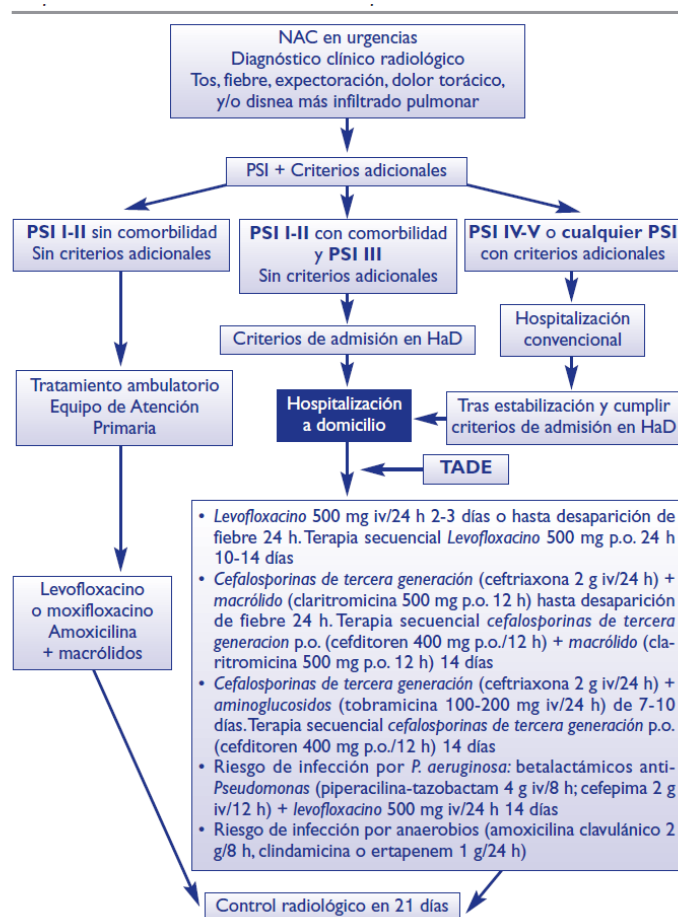 NAC en urgencias
Diagnóstico clínico radiológico
Tos, fiebre, expectoración, dolor torácico,
y/o disnea más infiltrado pulmonar
PSI + Criterios adicionales
PSI I-II sin comorbilidad
Sin criterios adicionales
PSI I-II con comorbilidad
y PSI III
Sin criterios adicionales
PSI IV-V o cualquier PSI
con criterios adicionales
Criterios de admisión en HaD
Hospitalización
convencional
Tratamiento ambulatorio
Equipo de Atención
Primaria
Hospitalización
a domicilio
Tras estabilización y cumplir
criterios de admisión en HaD
TADE
Levofloxacino
o moxifloxacino
Amoxicilina
+ macrólidos
• Levofloxacino 500 mg iv/24 h 2-3 días o hasta desaparición de
fiebre 24 h. Terapia secuencial Levofloxacino 500 mg p.o. 24 h
10-14 días
• Cefalosporinas de tercera generación (ceftriaxona 2 g iv/24 h) +
macrólido (claritromicina 500 mg p.o. 12 h) hasta desaparición
de fiebre 24 h. Terapia secuencial cefalosporinas de tercera
generacion p.o. (cefditoren 400 mg p.o./12 h) + macrólido (cla-
ritromicina 500 mg p.o. 12 h) 14 días
• Cefalosporinas de tercera generación (ceftriaxona 2 g iv/24 h) +
aminoglucosidos (tobramicina 100-200 mg iv/24 h) de 7-10
días. Terapia secuencial cefalosporinas de tercera generación p.o.
(cefditoren 400 mg p.o./12 h) 14 días
• Riesgo de infección por P. aeruginosa: betalactámicos anti-
Pseudomonas (piperacilina-tazobactam 4 g iv/8 h; cefepima 2 g
iv/12 h) + levofloxacino 500 mg iv/24 h 14 días
• Riesgo de infección por anaerobios (amoxicilina clavulánico 2
g/8 h, clindamicina o ertapenem 1 g/24 h)
Control radiológico en 21 días